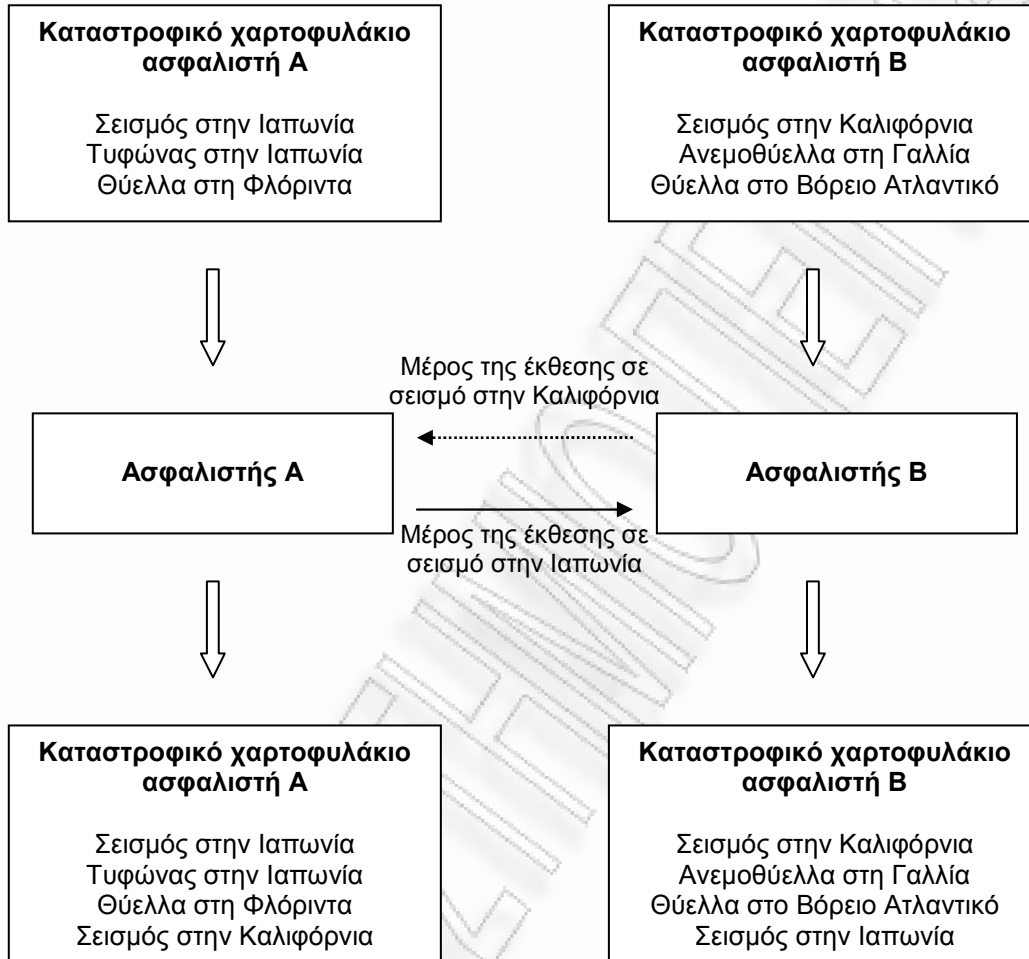 Καταστροφικό χαρτοφυλάκιο
ασφαλιστή Α
Σεισμός στην Ιαπωνία
Τυφώνας στην Ιαπωνία
Θύελλα στη Φλόριντα
Καταστροφικό χαρτοφυλάκιο
ασφαλιστή Β
Σεισμός στην Καλιφόρνια
Ανεμοθύελλα στη Γαλλία
Θύελλα στο Βόρειο Ατλαντικό
Μέρος της έκθεσης σε
σεισμό στην Καλιφόρνια
Ασφαλιστής Α
Ασφαλιστής Β
Μέρος της έκθεσης σε
σεισμό στην Ιαπωνία
Καταστροφικό χαρτοφυλάκιο
ασφαλιστή Α
Σεισμός στην Ιαπωνία
Τυφώνας στην Ιαπωνία
Θύελλα στη Φλόριντα
Σεισμός στην Καλιφόρνια
Καταστροφικό χαρτοφυλάκιο
ασφαλιστή Β
Σεισμός στην Καλιφόρνια
Ανεμοθύελλα στη Γαλλία
Θύελλα στο Βόρειο Ατλαντικό
Σεισμός στην Ιαπωνία